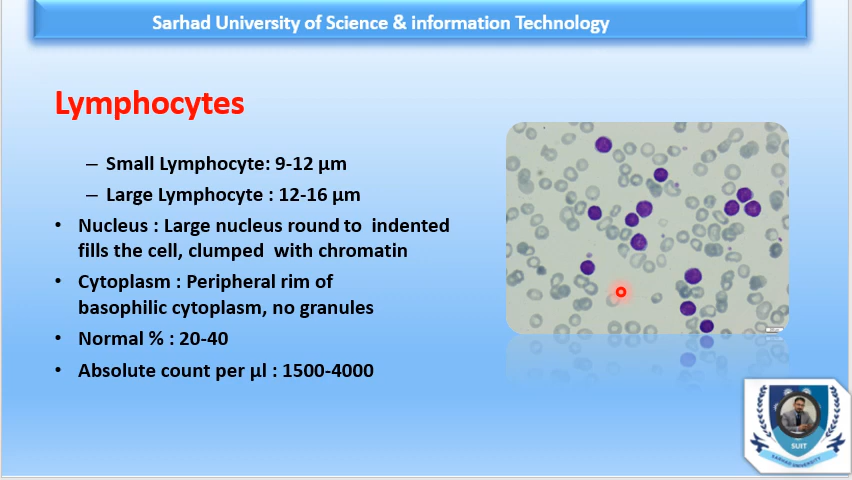 Sarhad University of Science & information Technology
Lymphocytes
– Small Lymphocyte: 9-12 µm
– Large Lymphocyte : 12-16 µm
• Nucleus : Large nucleus round to indented
fills the cell, clumped with chromatin
• Cytoplasm : Peripheral rim of
basophilic cytoplasm, no granules
• Normal % : 20-40
• Absolute count per µl : 1500-4000
SUIT
SARHAD UNIVERSITY